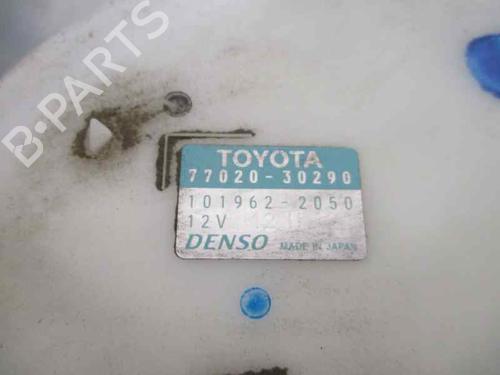 B-PARTS
TOYOTA
77020-30290
101962-2050
12V
DENSO MADE IN JAPAN